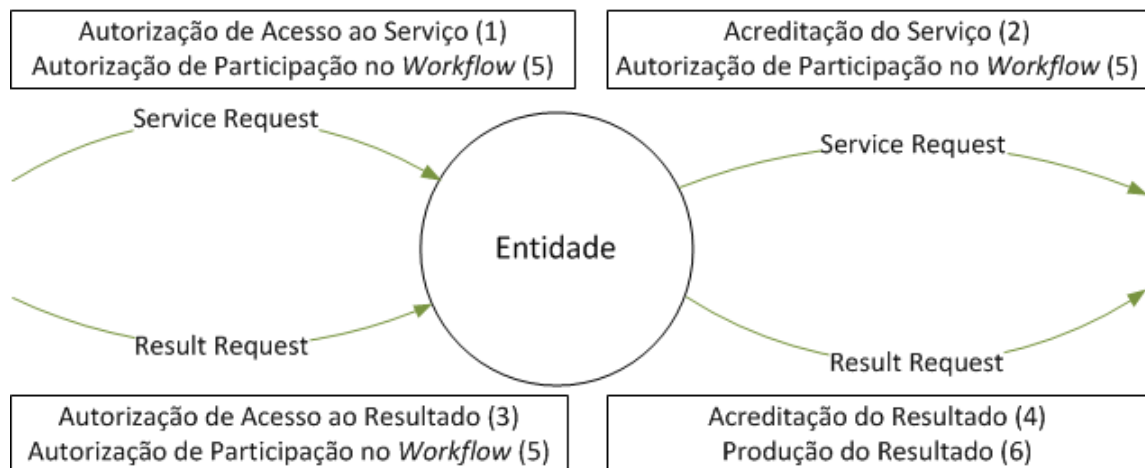 Autorização de Acesso ao Serviço (1)
Autorização de Participação no Workflow (5)
Acreditação do Serviço (2)
Autorização de Participação no Workflow (5)
Service Request
Service Request
Entidade
Result Request
Result Request
Autorização de Acesso ao Resultado (3)
Autorização de Participação no Workflow (5)
Acreditação do Resultado (4)
Produção do Resultado (6)